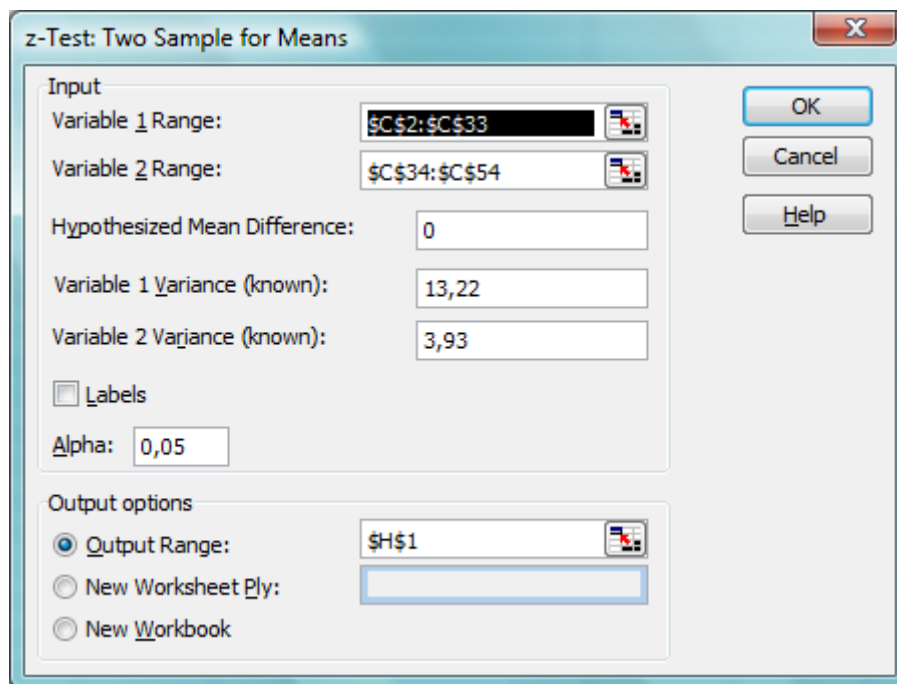 z-Test: Two Sample for Means
Input
Variable 1 Range: $C$2:$C$33
Variable 2 Range: $C$34:$C$54
Hypothesized Mean Difference: 0
Variable 1 Variance (known): 13,22
Variable 2 Variance (known): 3,93
Labels
Alpha: 0,05
OK
Cancel
Help
Output options
Output Range: $H$1
New Worksheet Ply:
New Workbook